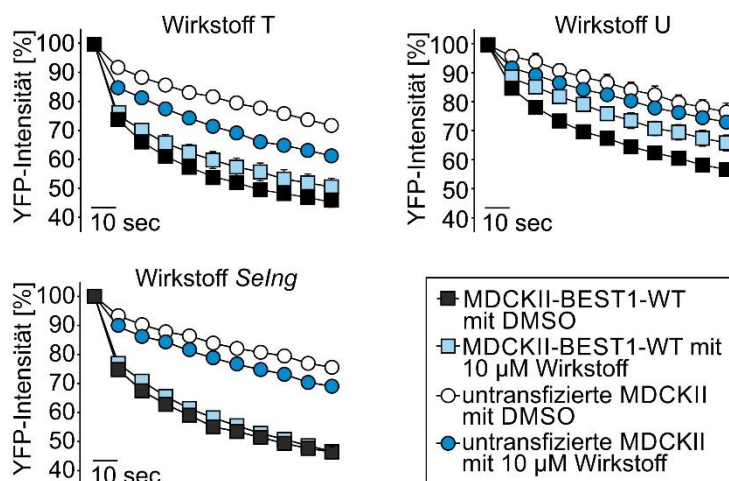 Wirkstoff T
YFP-Intensität [%]
100
90
80
70
60
50
40
10 sec
Wirkstoff U
YFP-Intensität [%]
100
90
80
70
60
50
40
10 sec
Wirkstoff SeIng
YFP-Intensität [%]
100
90
80
70
60
50
40
10 sec
MDCKII-BEST1-WT
mit DMSO
MDCKII-BEST1-WT mit
10 µM Wirkstoff
untransfizierte MDCKII
mit DMSO
untransfizierte MDCKII
mit 10 µM Wirkstoff